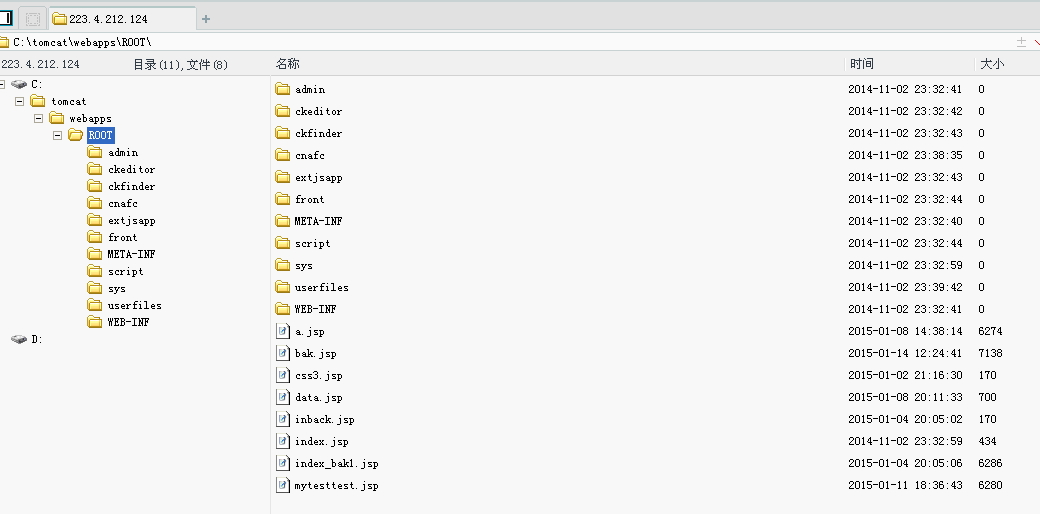 223.4.212.124
C:\tomcat\webapps\ROOT\
223.4.212.124 目录(11),文件(8) 名称 时间 大小
C:
tomcat
webapps
ROOT
admin
ckeditor
ckfinder
cnafc
extjsapp
front
META-INF
script
sys
userfiles
WEB-INF
D:
admin 2014-11-02 23:32:41 0
ckeditor 2014-11-02 23:32:42 0
ckfinder 2014-11-02 23:32:43 0
cnafc 2014-11-02 23:38:35 0
extjsapp 2014-11-02 23:32:43 0
front 2014-11-02 23:32:44 0
META-INF 2014-11-02 23:32:40 0
script 2014-11-02 23:32:44 0
sys 2014-11-02 23:32:59 0
userfiles 2014-11-02 23:39:42 0
WEB-INF 2014-11-02 23:32:41 0
a.jsp 2015-01-08 14:38:14 6274
bak.jsp 2015-01-14 12:24:41 7138
css3.jsp 2015-01-02 21:16:30 170
data.jsp 2015-01-08 20:11:33 700
inback.jsp 2015-01-04 20:05:02 170
index.jsp 2014-11-02 23:32:59 434
index_bak1.jsp 2015-01-04 20:05:06 6286
mytesttest.jsp 2015-01-11 18:36:43 6280